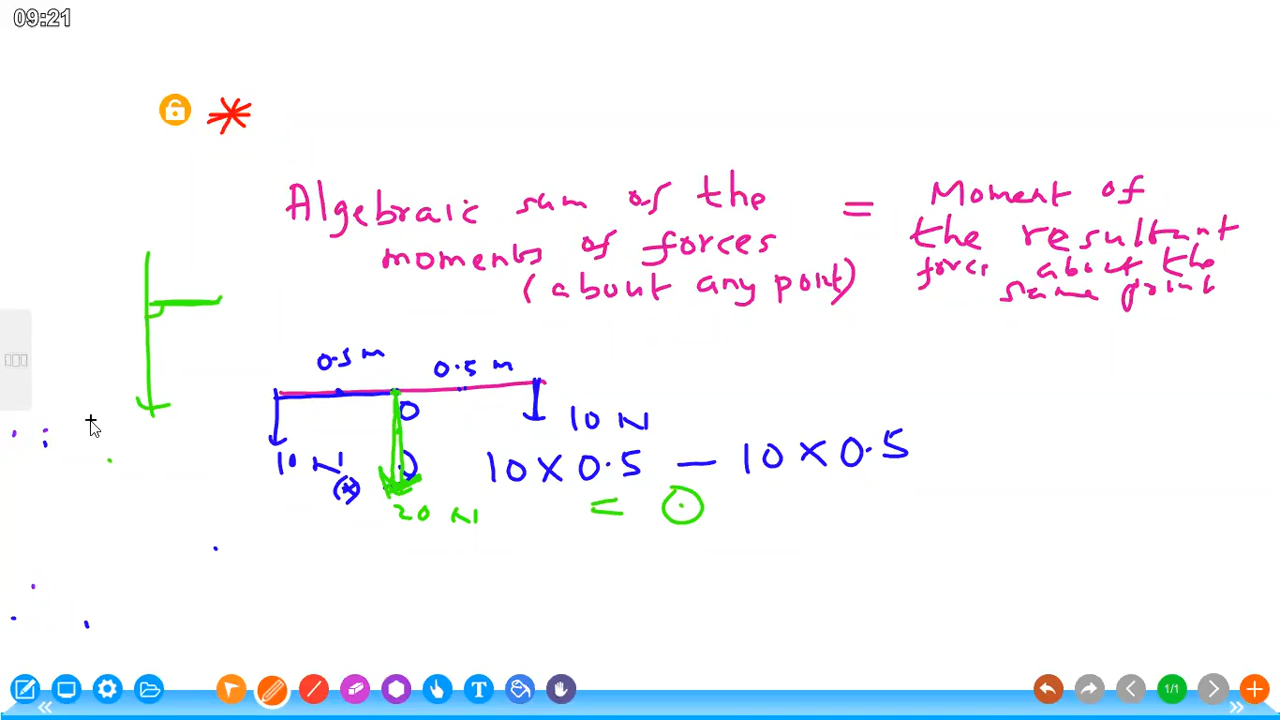 09:21
Algebraic sum of the
moments of forces
(about any point)
=
Moment of
the resultant
force about the
same point
0.5 m
0.5 m
O
10 N
10 N
10 × 0.5 — 10 × 0.5
20 N
= 0
1/1
T